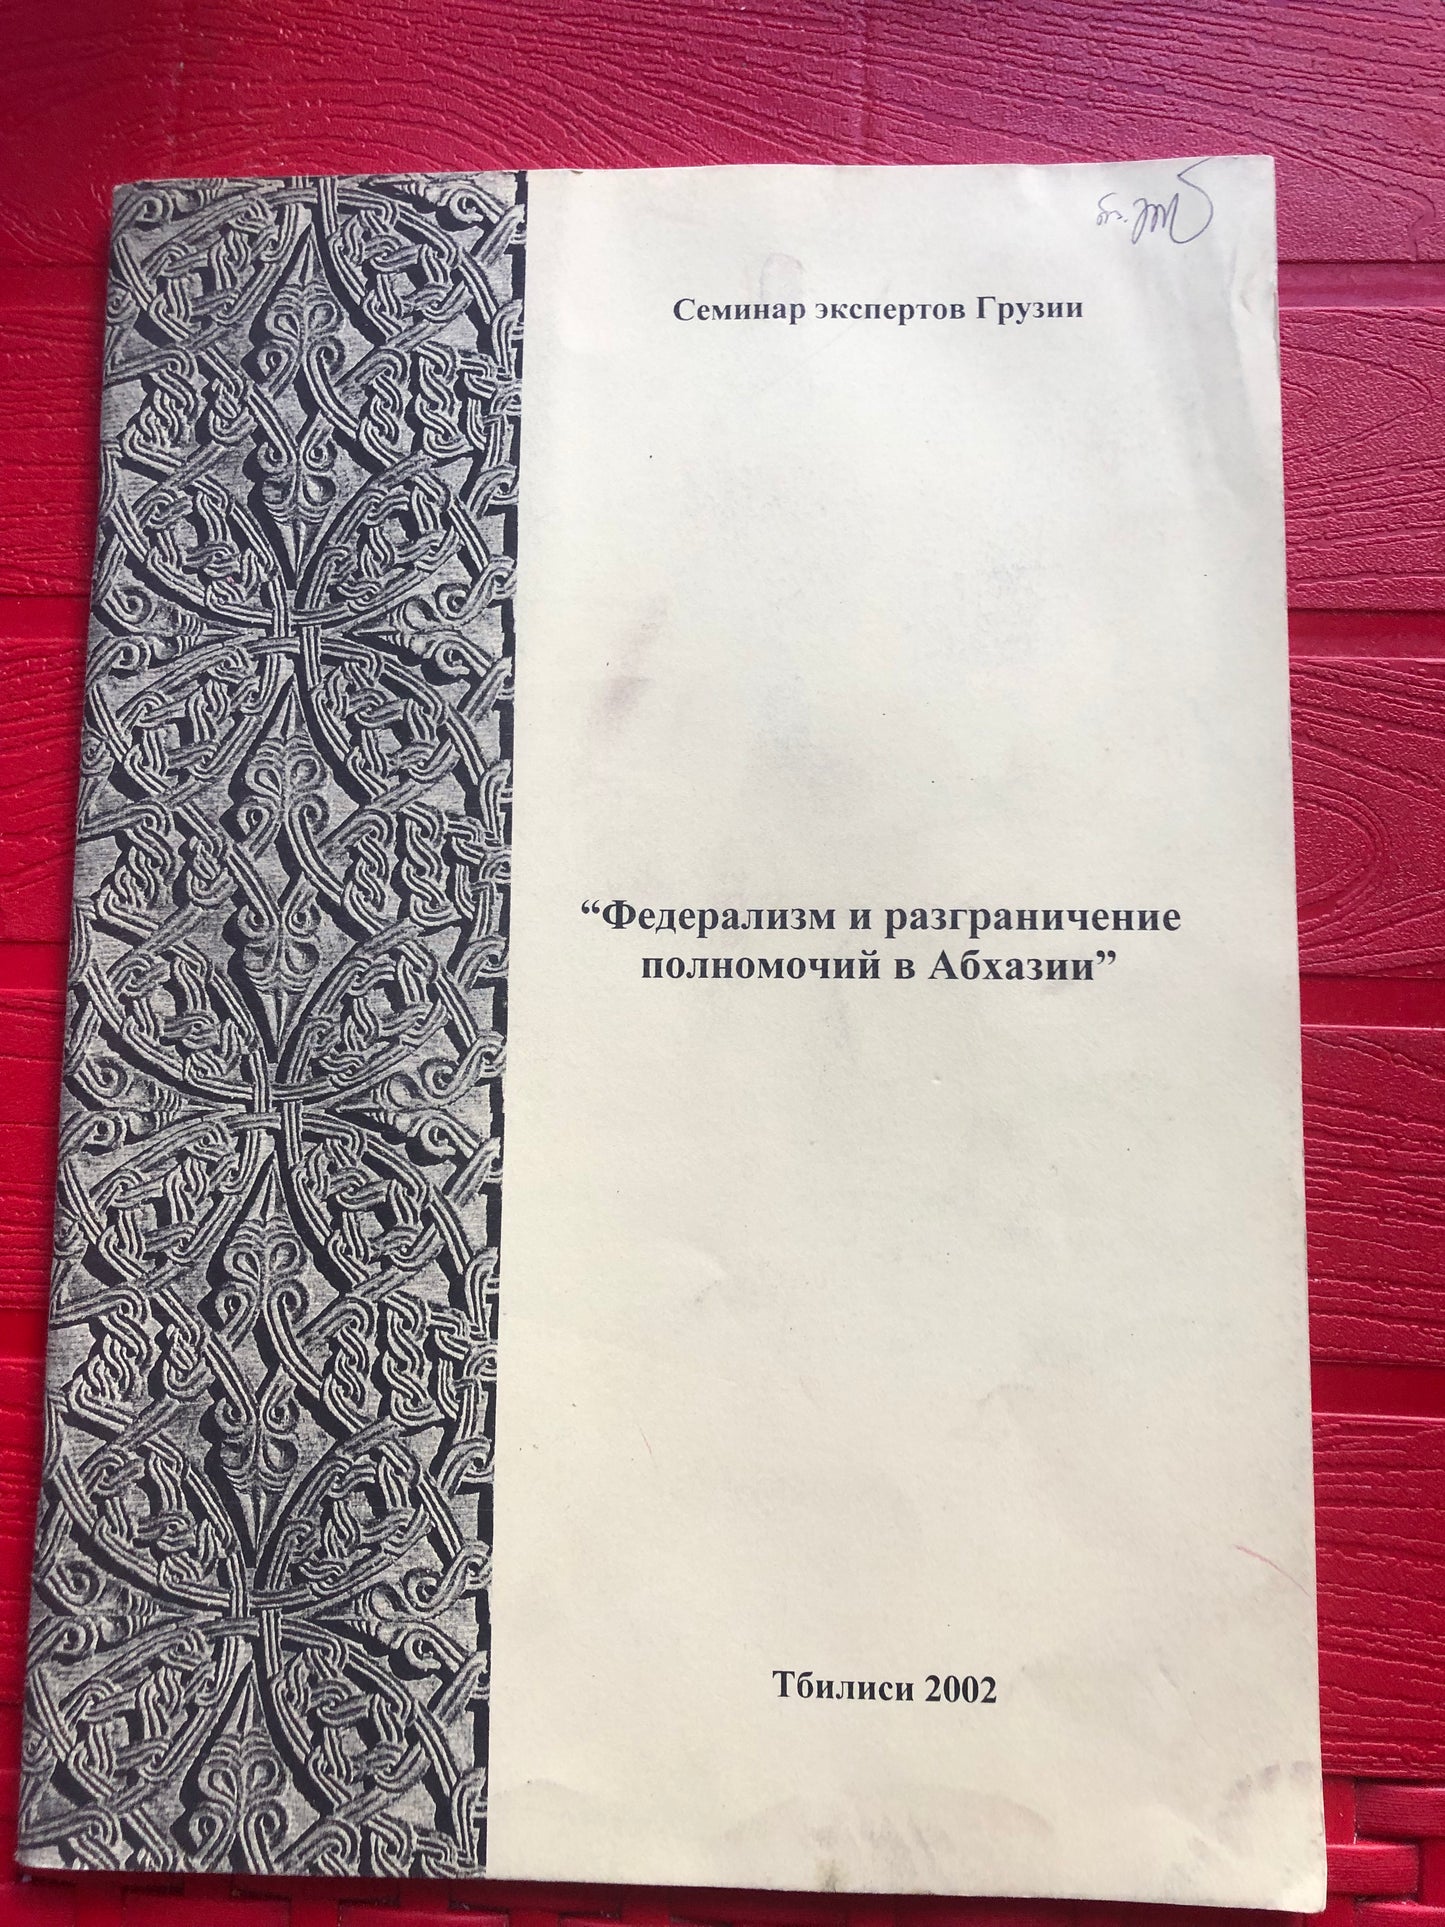 Семинар экспертов Грузии
“Федерализм и разграничение
полномочий в Абхазии”
Тбилиси 2002